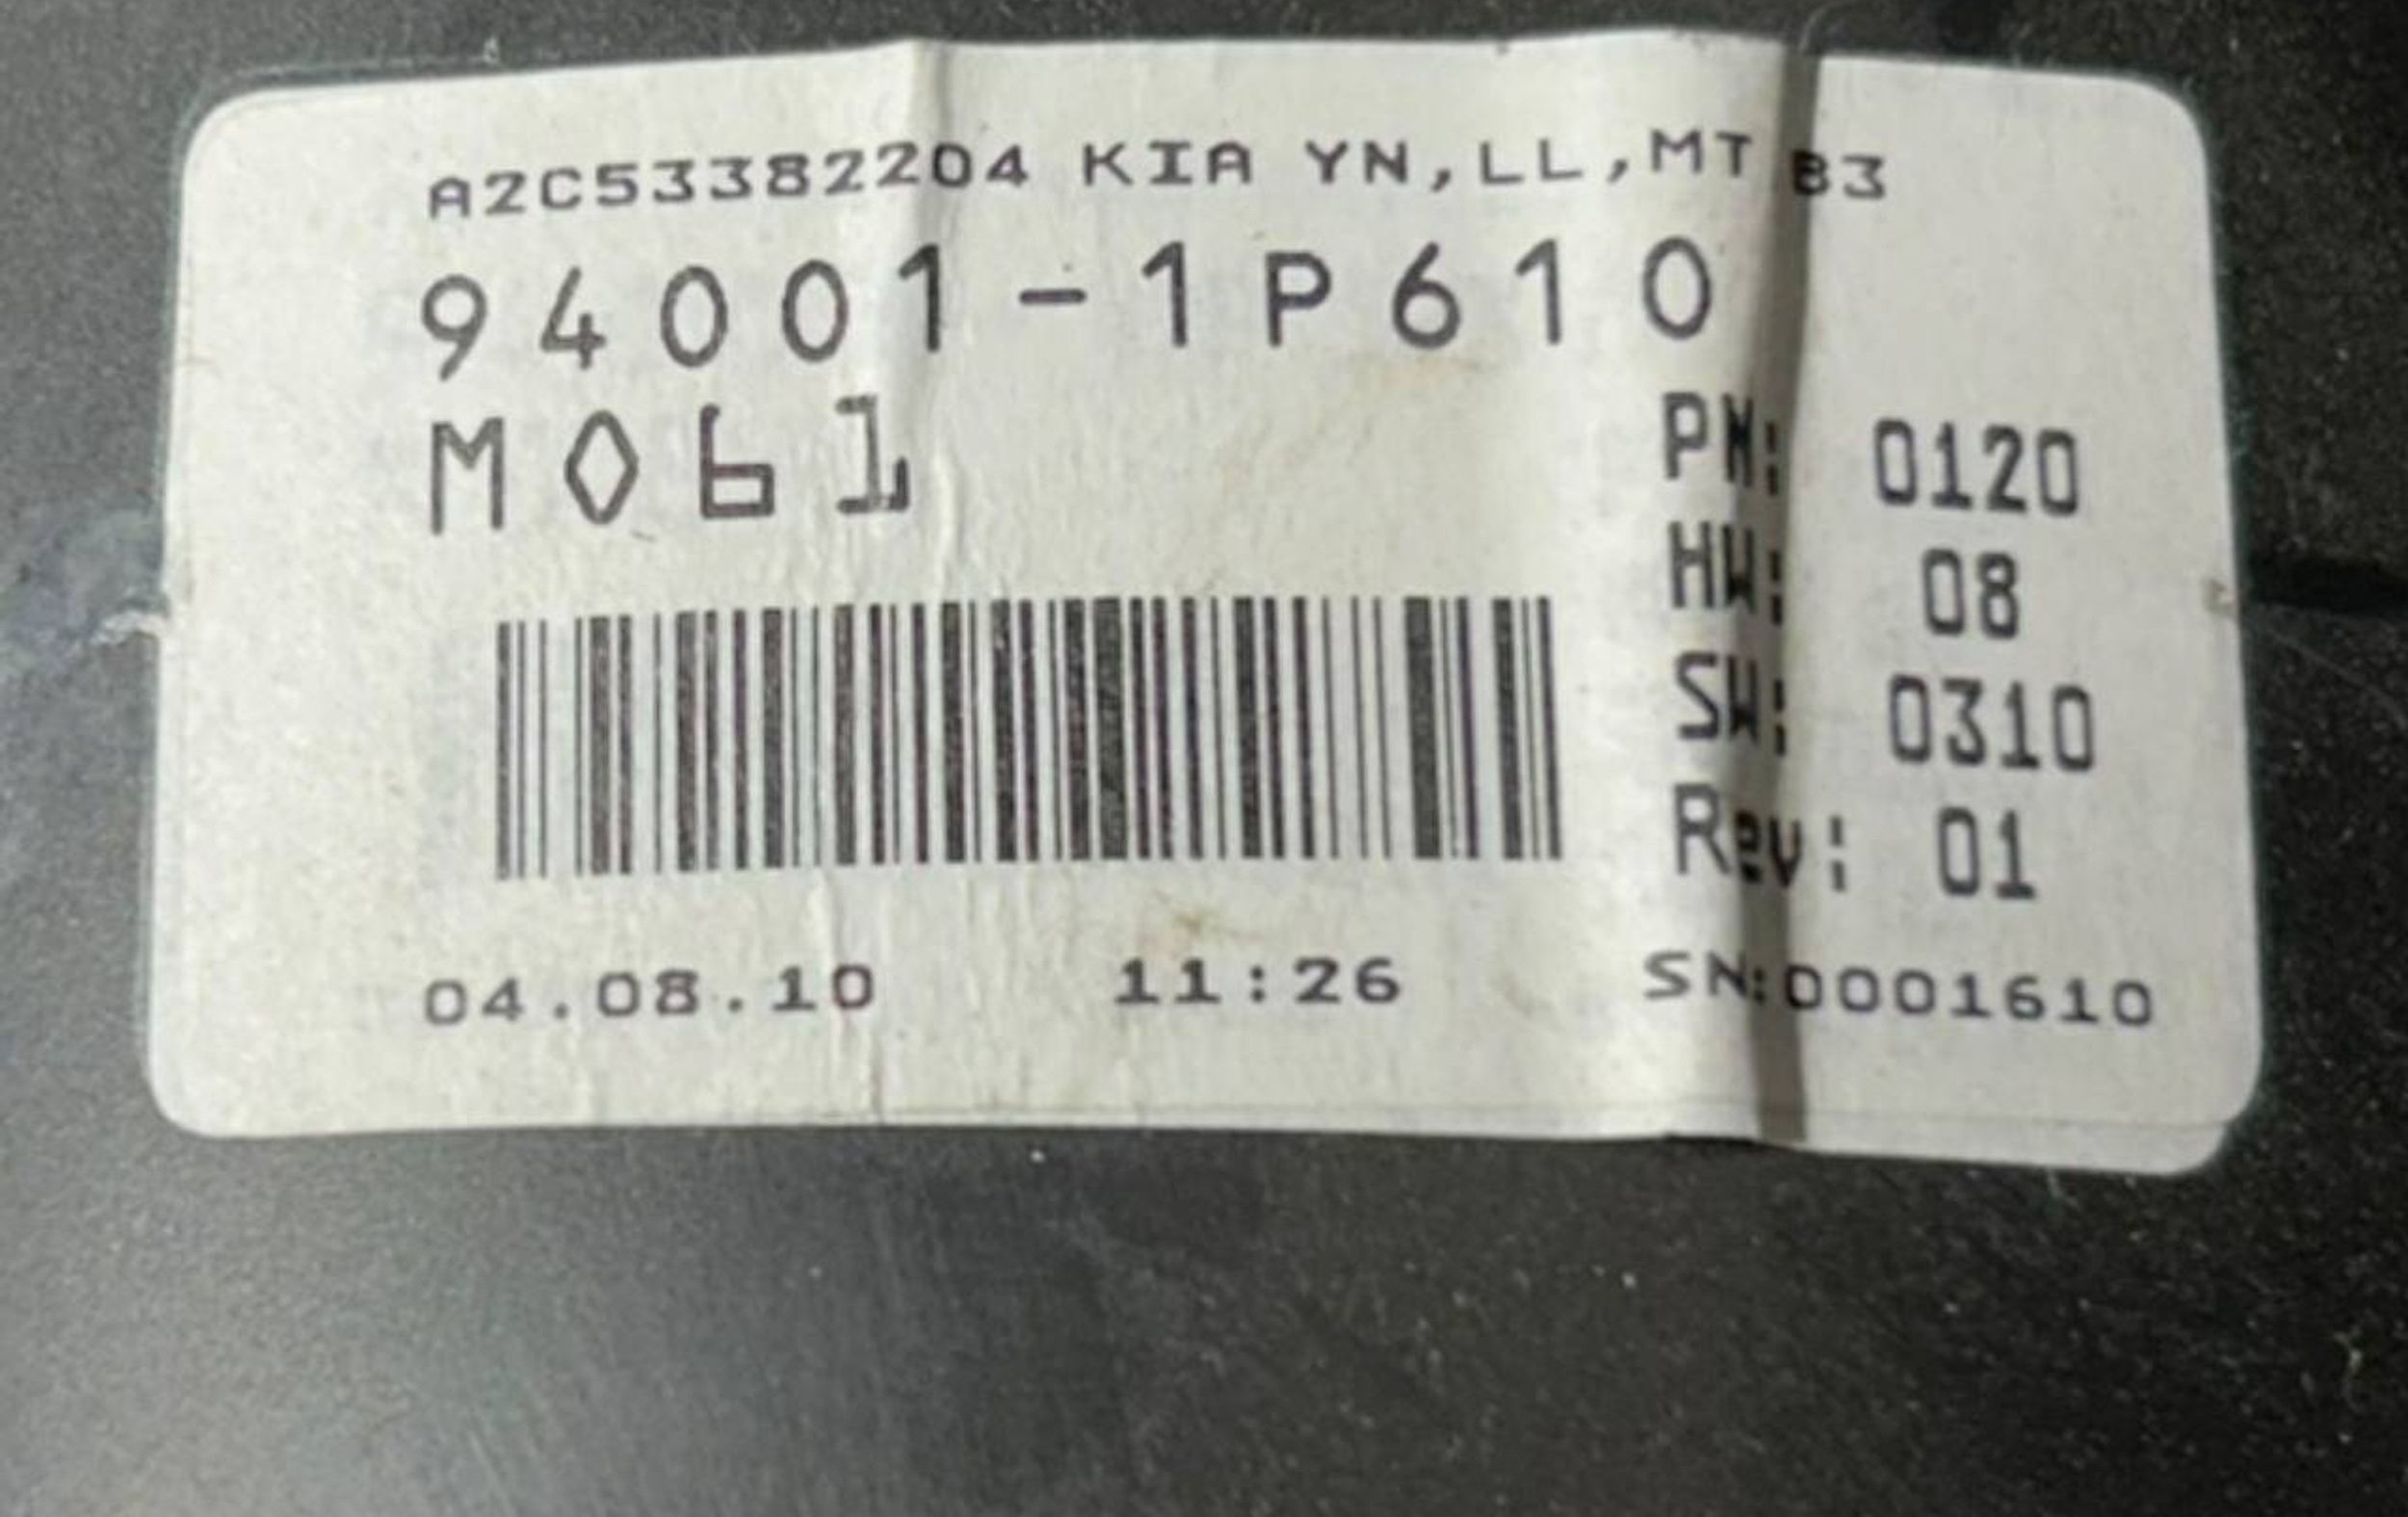 A2C53382204 KIA YN,LL,MT B3
94001-1P610
M061
PN: 0120
HW: 08
SW: 0310
Rev: 01
04.08.10 11:26 SN:0001610